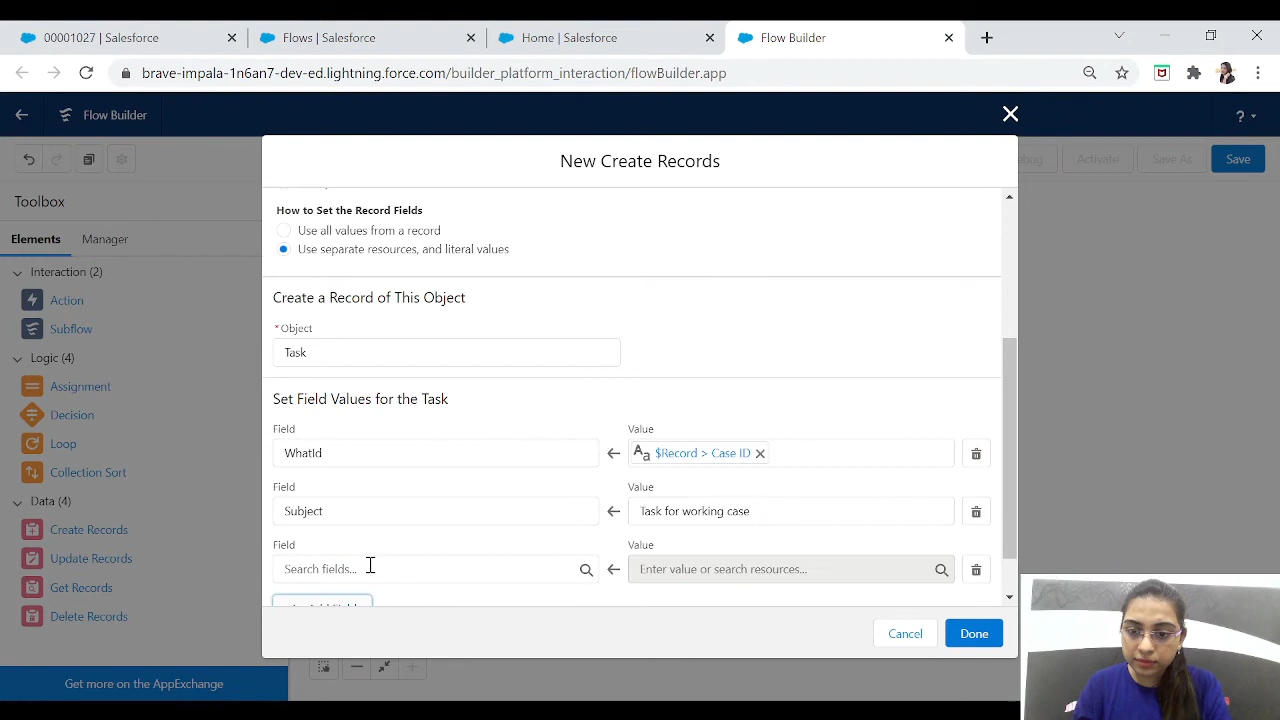 00001027 | Salesforce
Flows | Salesforce
Home | Salesforce
Flow Builder
brave-impala-1n6an7-dev-ed.lightning.force.com/builder_platform_interaction/flowBuilder.app
Flow Builder
?
New Create Records
Activate
Save As
Save
Toolbox
Elements
Manager
Interaction (2)
Action
Subflow
Logic (4)
Assignment
Decision
Loop
Collection Sort
Data (4)
Create Records
Update Records
Get Records
Delete Records
Get more on the AppExchange
How to Set the Record Fields
Use all values from a record
Use separate resources, and literal values
Create a Record of This Object
*Object
Task
Set Field Values for the Task
Field
Value
WhatId
Aa $Record > Case ID
Field
Value
Subject
Task for working case
Field
Value
Search fields...
Enter value or search resources...
Cancel
Done